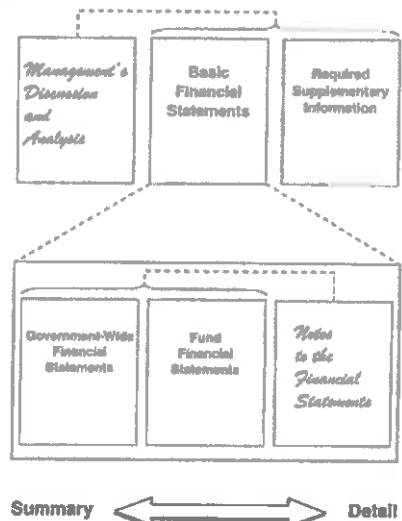 Management's
Discussion
and
Analysis
Basic
Financial
Statements
Required
Supplementary
Information
Government-Wide
Financial
Statements
Fund
Financial
Statements
Notes
to the
Financial
Statements
Summary
Detail